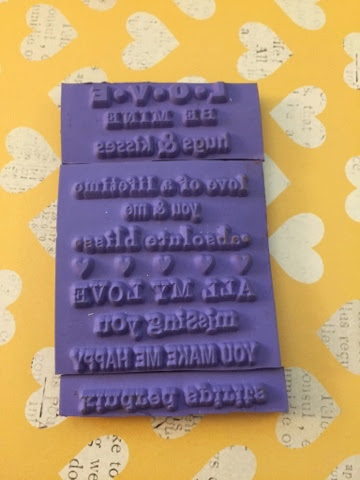 L•O•V•E
BE MINE
hugs & kisses
love of a lifetime
you & me
absolute bliss
ALL MY LOVE
missing you
YOU MAKE ME HAPPY